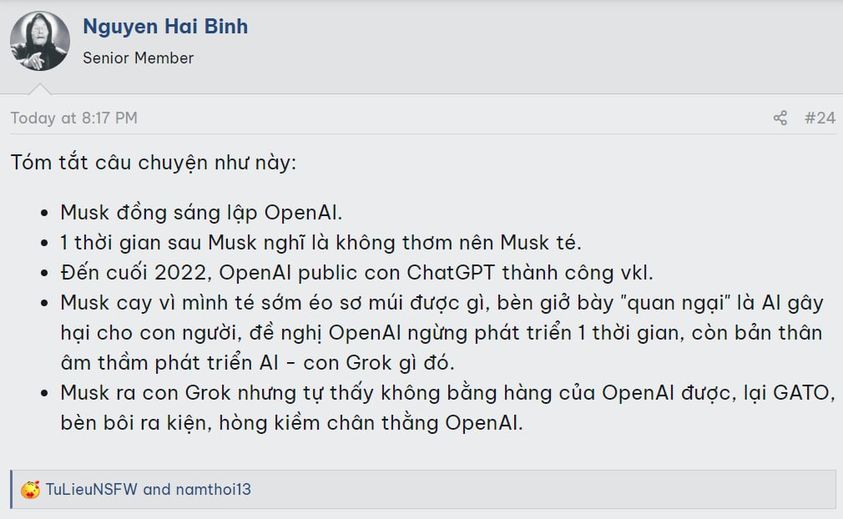 Nguyen Hai Binh
Senior Member
Today at 8:17 PM
#24
Tóm tắt câu chuyện như này:
• Musk đồng sáng lập OpenAI.
• 1 thời gian sau Musk nghĩ là không thơm nên Musk té.
• Đến cuối 2022, OpenAI public con ChatGPT thành công vkl.
• Musk cay vì mình té sớm éo sơ múi được gì, bèn giở bày "quan ngại" là AI gây
hại cho con người, đề nghị OpenAI ngừng phát triển 1 thời gian, còn bản thân
âm thầm phát triển AI - con Grok gì đó.
• Musk ra con Grok nhưng tự thấy không bằng hàng của OpenAI được, lại GATO,
bèn bôi ra kiện, hòng kiềm chân thằng OpenAI.
TuLieuNSFW and namthoi13